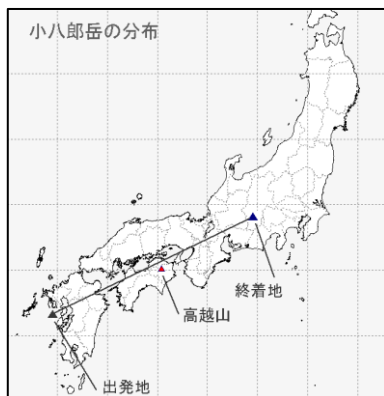 小八郎岳の分布
終着地
高越山
出発地